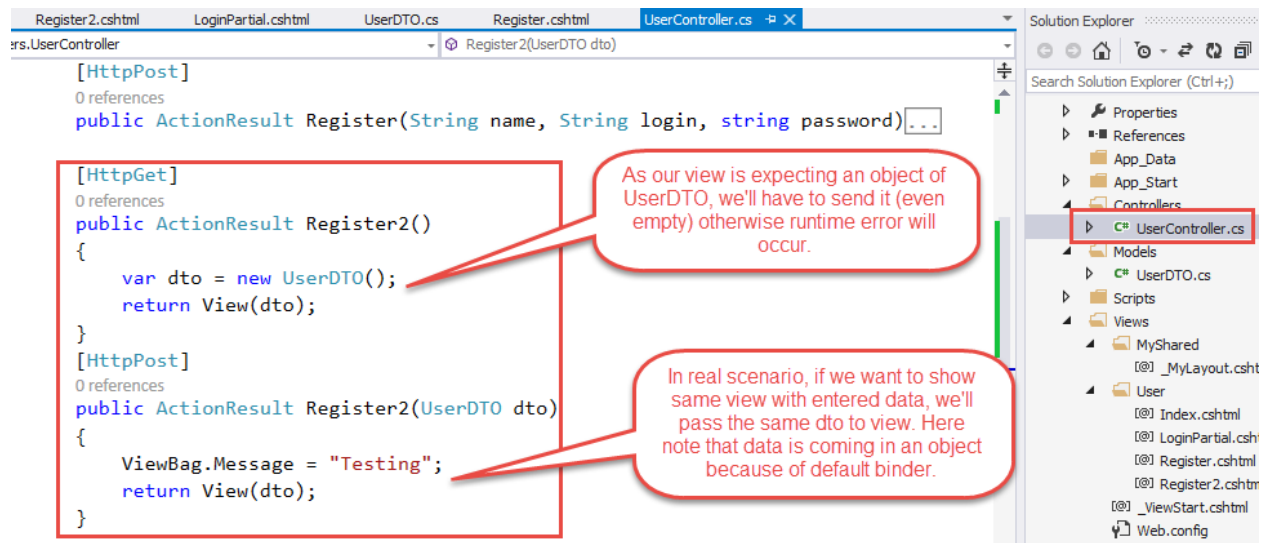 Register2.cshtml LoginPartial.cshtml UserDTO.cs Register.cshtml UserController.cs
ers.UserController Register2(UserDTO dto)
[HttpPost]
0 references
public ActionResult Register(String name, String login, string password)...
[HttpGet]
0 references
public ActionResult Register2()
{
var dto = new UserDTO();
return View(dto);
}
[HttpPost]
0 references
public ActionResult Register2(UserDTO dto)
{
ViewBag.Message = "Testing";
return View(dto);
}
As our view is expecting an object of
UserDTO, we'll have to send it (even
empty) otherwise runtime error will
occur.
In real scenario, if we want to show
same view with entered data, we'll
pass the same dto to view. Here
note that data is coming in an object
because of default binder.
Solution Explorer
Search Solution Explorer (Ctrl+;)
Properties
References
App_Data
App_Start
Controllers
C# UserController.cs
Models
C# UserDTO.cs
Scripts
Views
MyShared
[@] _MyLayout.csht
User
[@] Index.cshtml
[@] LoginPartial.csht
[@] Register.cshtml
[@] Register2.cshtm
[@] _ViewStart.cshtml
Web.config